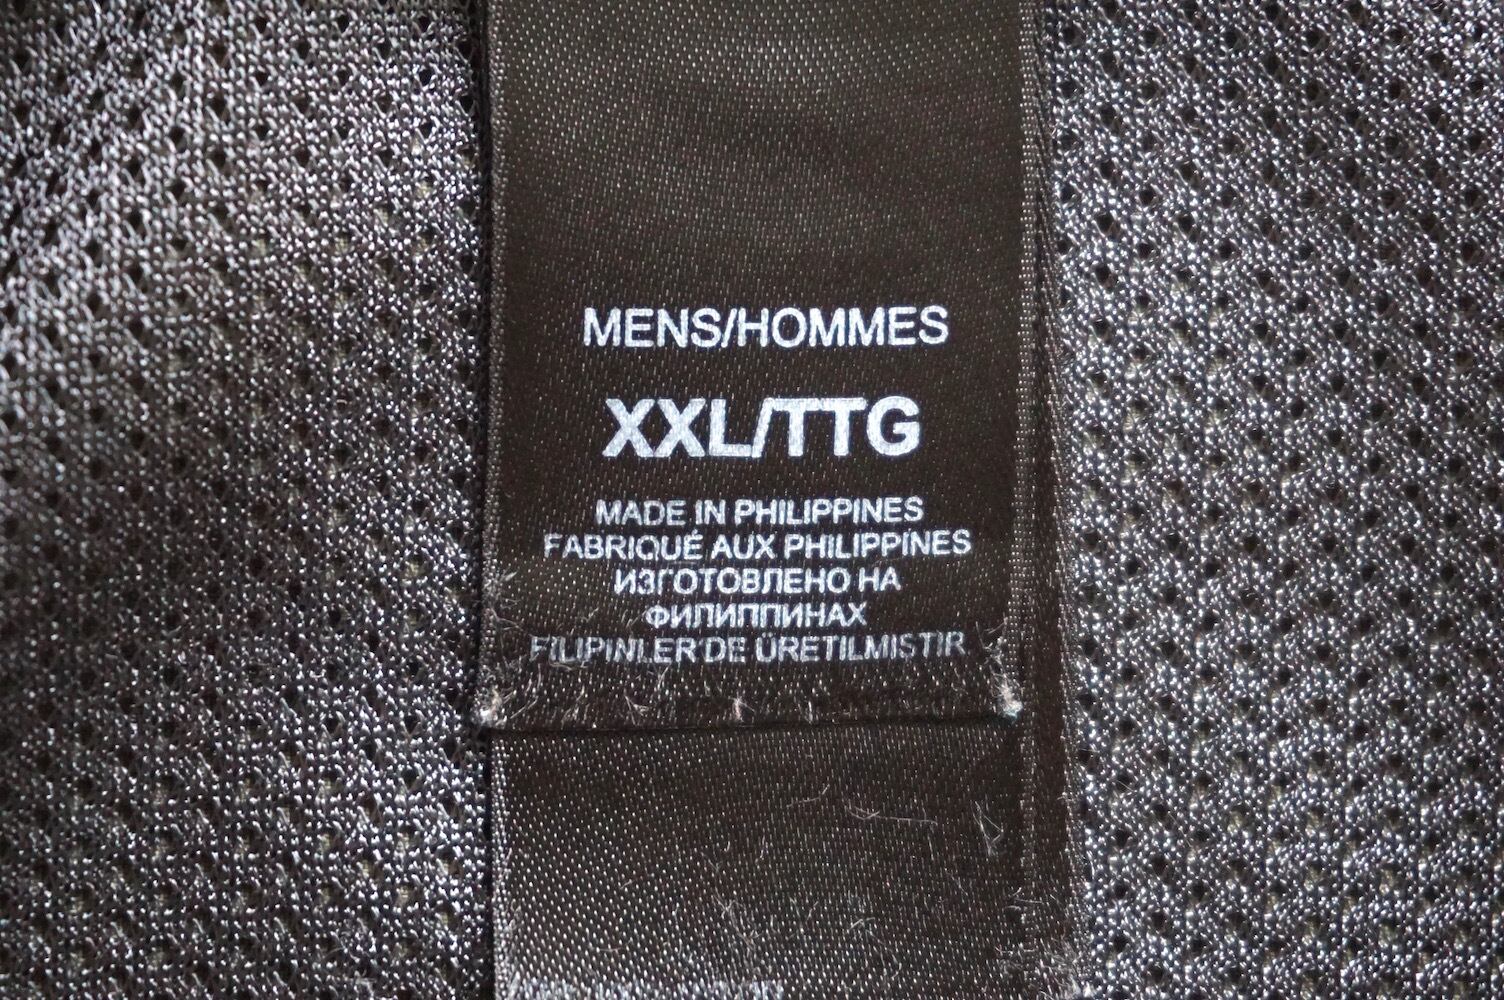 MENS/HOMMES
XXL/TTG
MADE IN PHILIPPINES
FABRIQUÉ AUX PHILIPPINES
ИЗГОТОВЛЕНО НА
ФИЛИППИНАХ
FILIPINLER'DE ÜRETILMISTIR